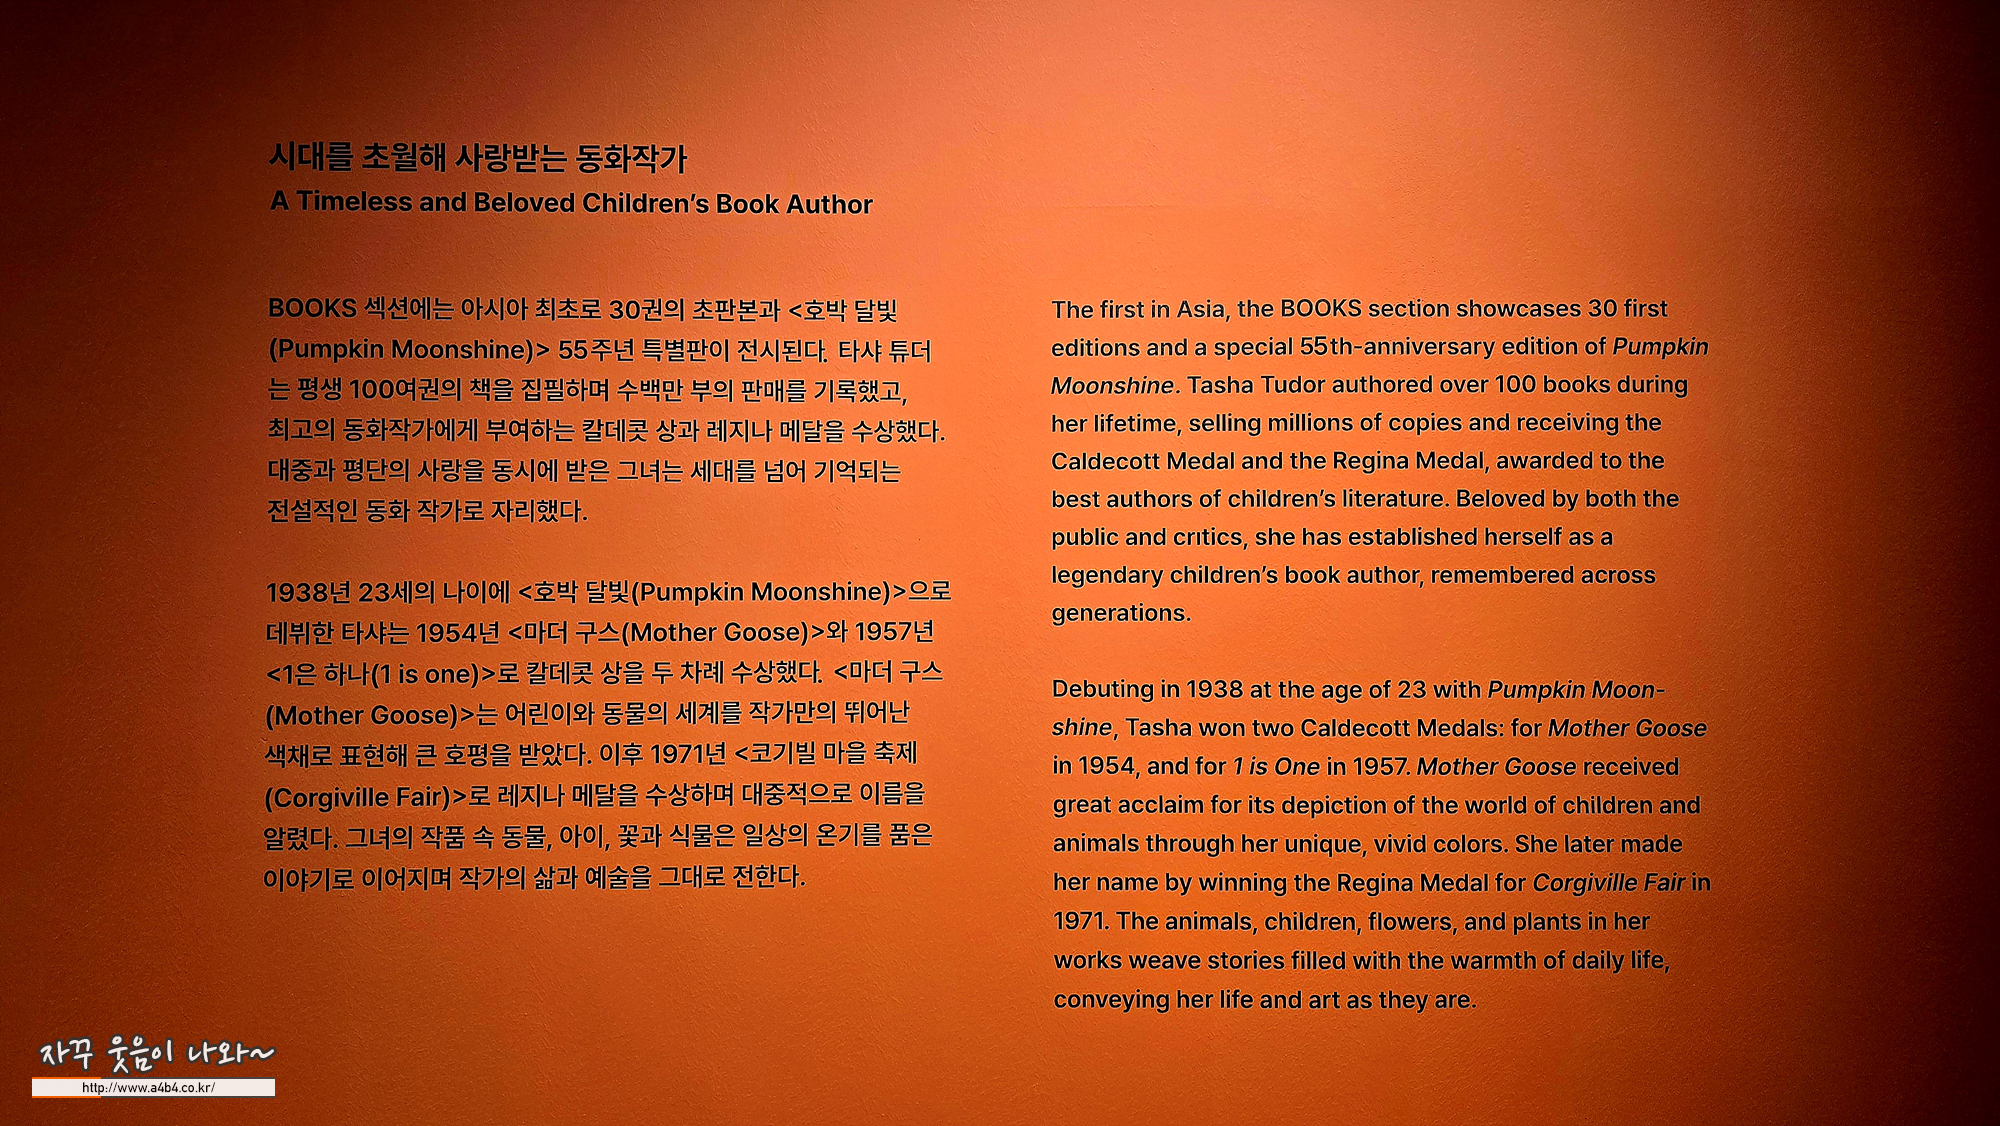 시대를 초월해 사랑받는 동화작가
A Timeless and Beloved Children’s Book Author
BOOKS 섹션에는 아시아 최초로 30권의 초판본과 <호박 달빛
(Pumpkin Moonshine)> 55주년 특별판이 전시된다. 타샤 튜더
는 평생 100여권의 책을 집필하며 수백만 부의 판매를 기록했고,
최고의 동화작가에게 부여하는 칼데콧 상과 레지나 메달을 수상했다.
대중과 평단의 사랑을 동시에 받은 그녀는 세대를 넘어 기억되는
전설적인 동화 작가로 자리했다.
1938년 23세의 나이에 <호박 달빛(Pumpkin Moonshine)>으로
데뷔한 타샤는 1954년 <마더 구스(Mother Goose)>와 1957년
<1은 하나(1 is one)>로 칼데콧 상을 두 차례 수상했다. <마더 구스
(Mother Goose)>는 어린이와 동물의 세계를 작가만의 뛰어난
색채로 표현해 큰 호평을 받았다. 이후 1971년 <코기빌 마을 축제
(Corgiville Fair)>로 레지나 메달을 수상하며 대중적으로 이름을
알렸다. 그녀의 작품 속 동물, 아이, 꽃과 식물은 일상의 온기를 품은
이야기로 이어지며 작가의 삶과 예술을 그대로 전한다.
The first in Asia, the BOOKS section showcases 30 first
editions and a special 55th-anniversary edition of Pumpkin
Moonshine. Tasha Tudor authored over 100 books during
her lifetime, selling millions of copies and receiving the
Caldecott Medal and the Regina Medal, awarded to the
best authors of children’s literature. Beloved by both the
public and critics, she has established herself as a
legendary children’s book author, remembered across
generations.
Debuting in 1938 at the age of 23 with Pumpkin Moon-
shine, Tasha won two Caldecott Medals: for Mother Goose
in 1954, and for 1 is One in 1957. Mother Goose received
great acclaim for its depiction of the world of children and
animals through her unique, vivid colors. She later made
her name by winning the Regina Medal for Corgiville Fair in
1971. The animals, children, flowers, and plants in her
works weave stories filled with the warmth of daily life,
conveying her life and art as they are.
자꾸 웃음이 나와~
http://www.a4b4.co.kr/